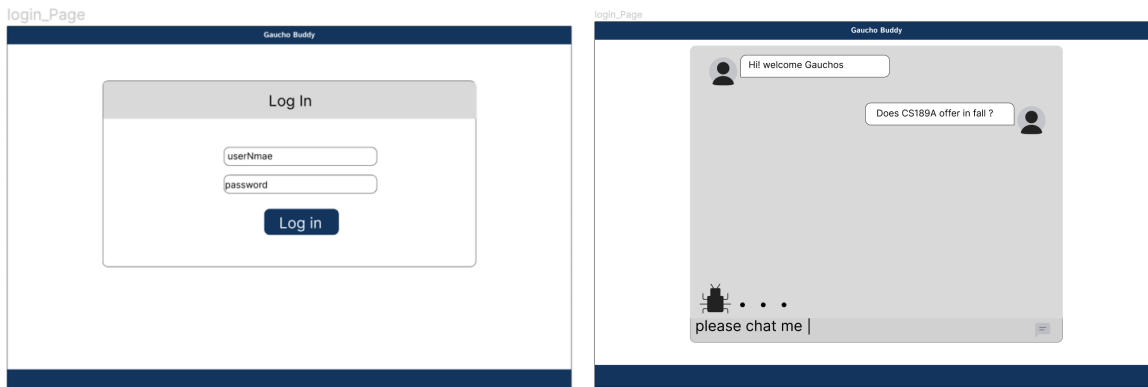 login_Page
Gaucho Buddy
Log In
userNmae
password
Log in
login_Page
Gaucho Buddy
Hi! welcome Gauchos
Does CS189A offer in fall ?
please chat me